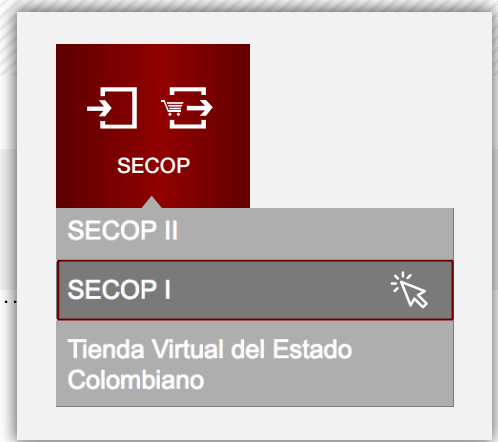 SECOP
SECOP II
SECOP I
Tienda Virtual del Estado
Colombiano